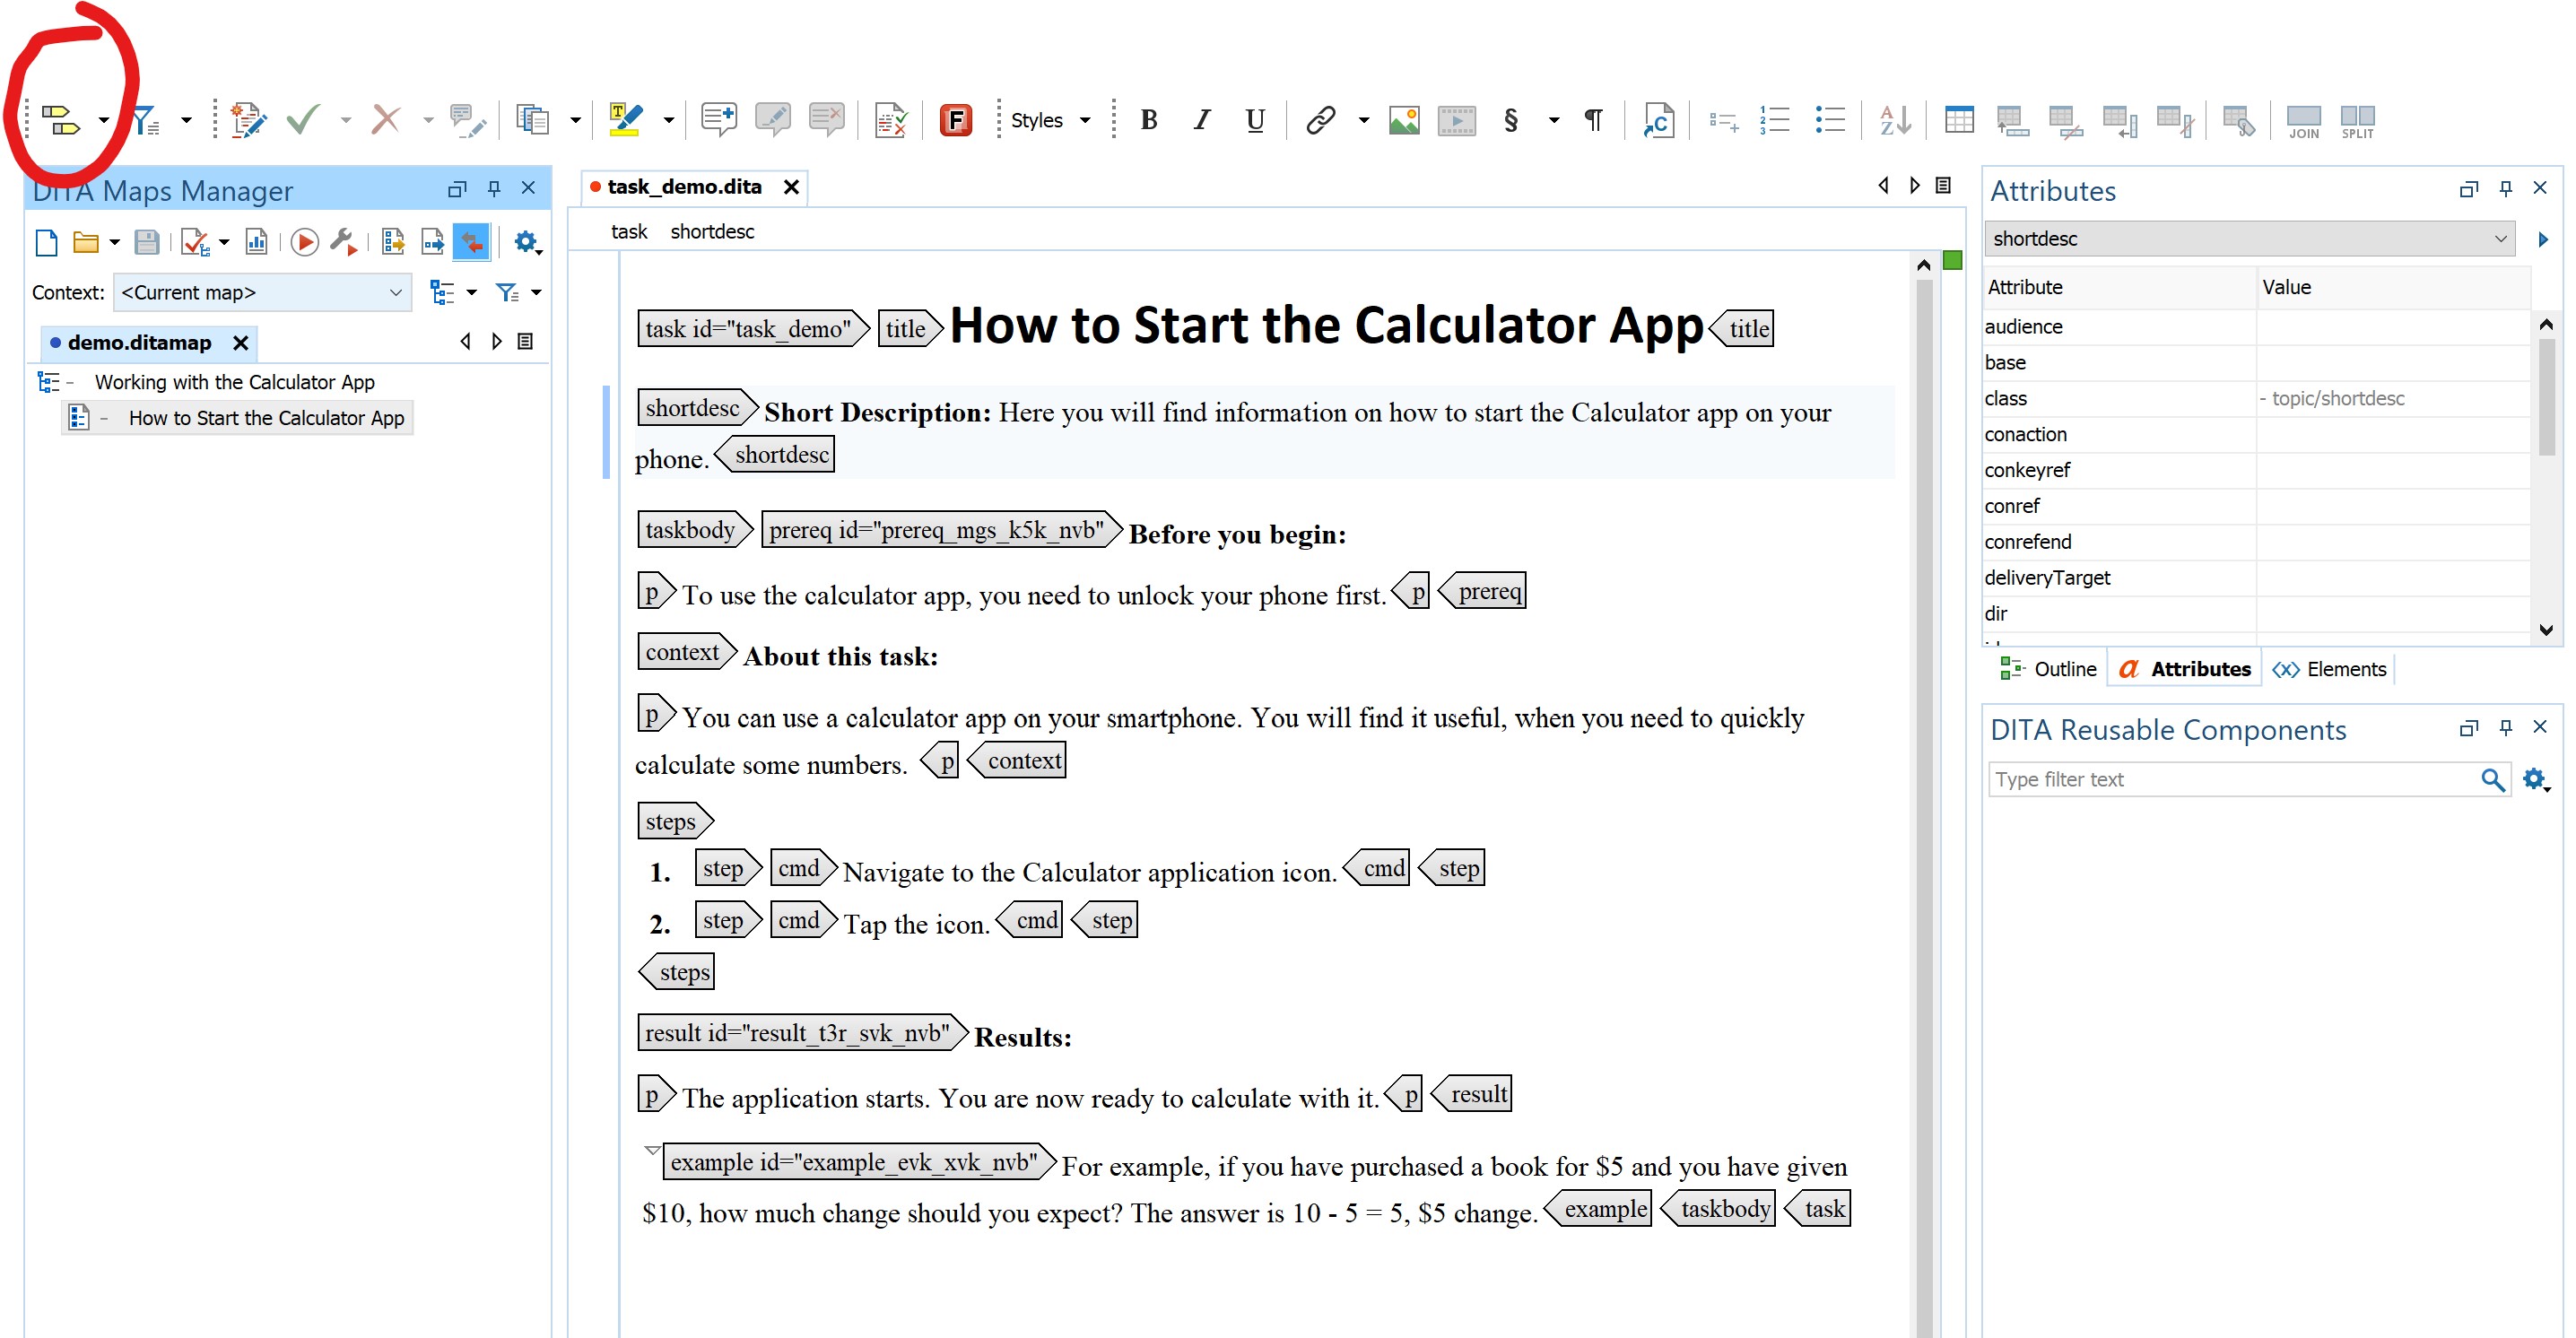 T
F
Styles
B I U
§ ¶
C
1
2
3
A
Z
JOIN
SPLIT
DITA Maps Manager
Context: <Current map>
demo.ditamap
Working with the Calculator App
How to Start the Calculator App
task_demo.dita
task shortdesc
task id="task_demo" title How to Start the Calculator App title
shortdesc Short Description: Here you will find information on how to start the Calculator app on your
phone. shortdesc
taskbody prereq id="prereq_mgs_k5k_nvb" Before you begin:
p To use the calculator app, you need to unlock your phone first. p prereq
context About this task:
p You can use a calculator app on your smartphone. You will find it useful, when you need to quickly
calculate some numbers. p context
steps
1. step cmd Navigate to the Calculator application icon. cmd step
2. step cmd Tap the icon. cmd step
steps
result id="result_t3r_svk_nvb" Results:
p The application starts. You are now ready to calculate with it. p result
example id="example_evk_xvk_nvb" For example, if you have purchased a book for $5 and you have given
$10, how much change should you expect? The answer is 10 - 5 = 5, $5 change. example taskbody task
Attributes
shortdesc
Attribute Value
audience
base
class - topic/shortdesc
conaction
conkeyref
conref
conrefend
deliveryTarget
dir
Outline a Attributes <x> Elements
DITA Reusable Components
Type filter text